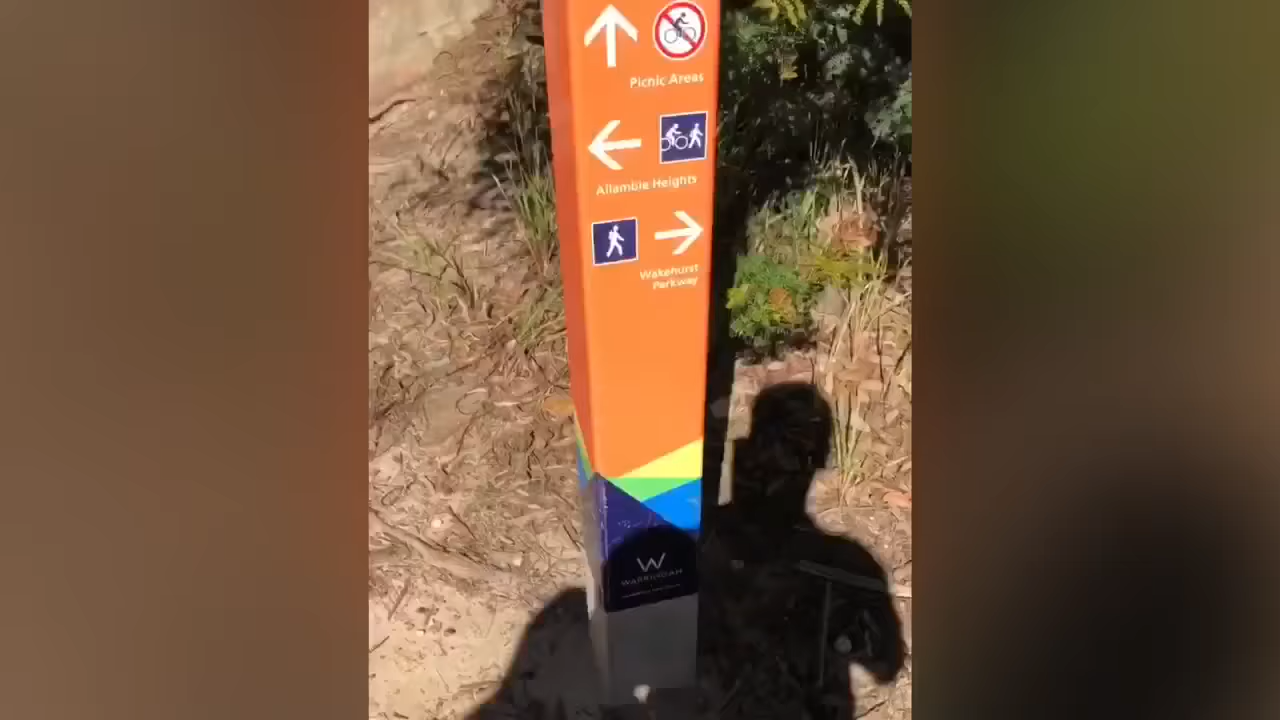 Picnic Areas
Allambie Heights
Wakehurst
Parkway
W
WARRINGAH